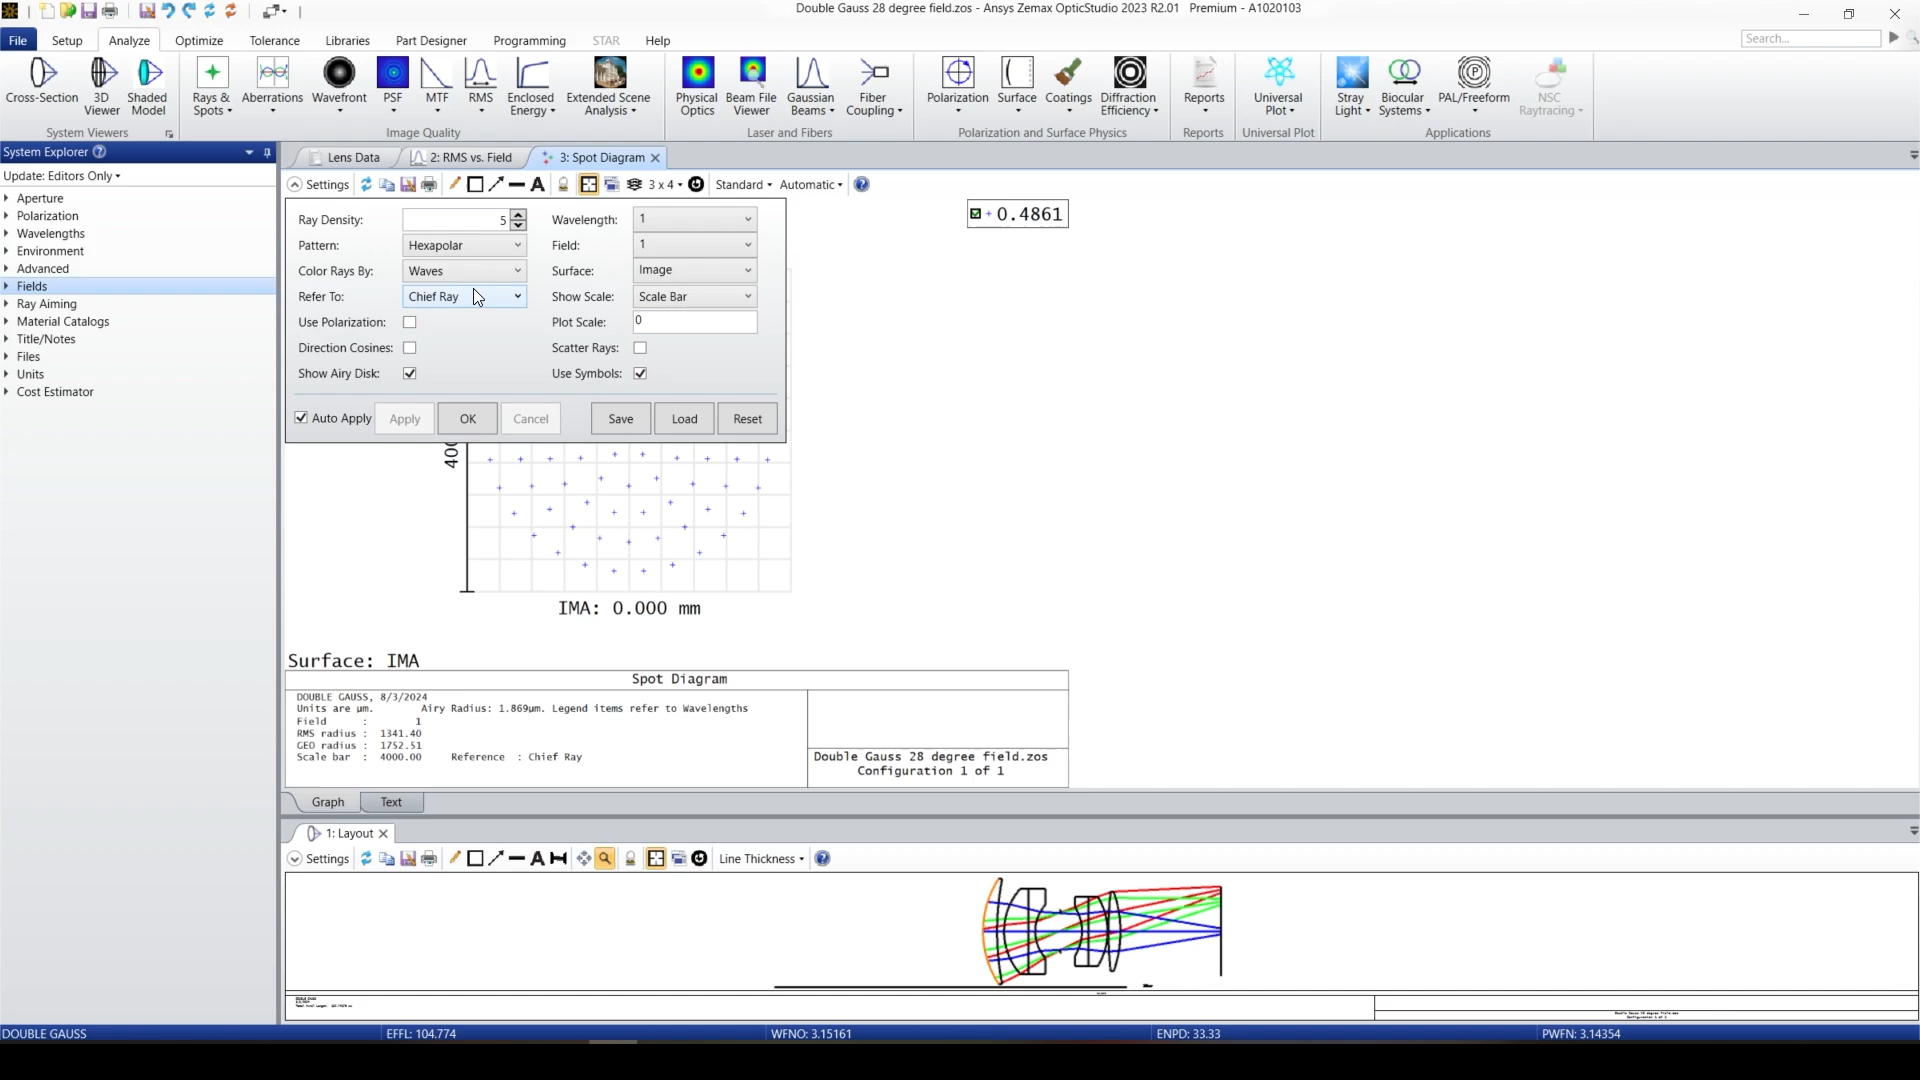 Double Gauss 28 degree field.zos - Ansys Zemax OpticStudio 2023 R2.01 Premium - A1020103
File Setup Analyze Optimize Tolerance Libraries Part Designer Programming STAR Help
Search...
Cross-Section 3D Viewer Shaded Model Rays & Spots Aberrations Wavefront PSF MTF RMS Enclosed Energy Extended Scene Analysis Physical Optics Beam File Viewer Gaussian Beams Fiber Coupling Polarization Surface Coatings Diffraction Efficiency Reports Universal Plot Stray Light Biocular Systems PAL/Freeform NSC Raytracing
System Viewers Image Quality Laser and Fibers Polarization and Surface Physics Reports Universal Plot Applications
System Explorer ?
Update: Editors Only
Aperture
Polarization
Wavelengths
Environment
Advanced
Fields
Ray Aiming
Material Catalogs
Title/Notes
Files
Units
Cost Estimator
Lens Data 2: RMS vs. Field 3: Spot Diagram
Settings A 3 x 4 Standard Automatic ?
Ray Density: 5 Wavelength: 1
Pattern: Hexapolar Field: 1
Color Rays By: Waves Surface: Image
Refer To: Chief Ray Show Scale: Scale Bar
Use Polarization: Plot Scale: 0
Direction Cosines: Scatter Rays:
Show Airy Disk: Use Symbols:
Auto Apply Apply OK Cancel Save Load Reset
+ 0.4861
IMA: 0.000 mm
Surface: IMA
Spot Diagram
DOUBLE GAUSS, 8/3/2024
Units are µm. Airy Radius: 1.869µm. Legend items refer to Wavelengths
Field : 1
RMS radius : 1341.40
GEO radius : 1752.51
Scale bar : 4000.00 Reference : Chief Ray
Double Gauss 28 degree field.zos
Configuration 1 of 1
Graph Text
1: Layout
Settings A Line Thickness ?
DOUBLE GAUSS EFFL: 104.774 WFNO: 3.15161 ENPD: 33.33 PWFN: 3.14354